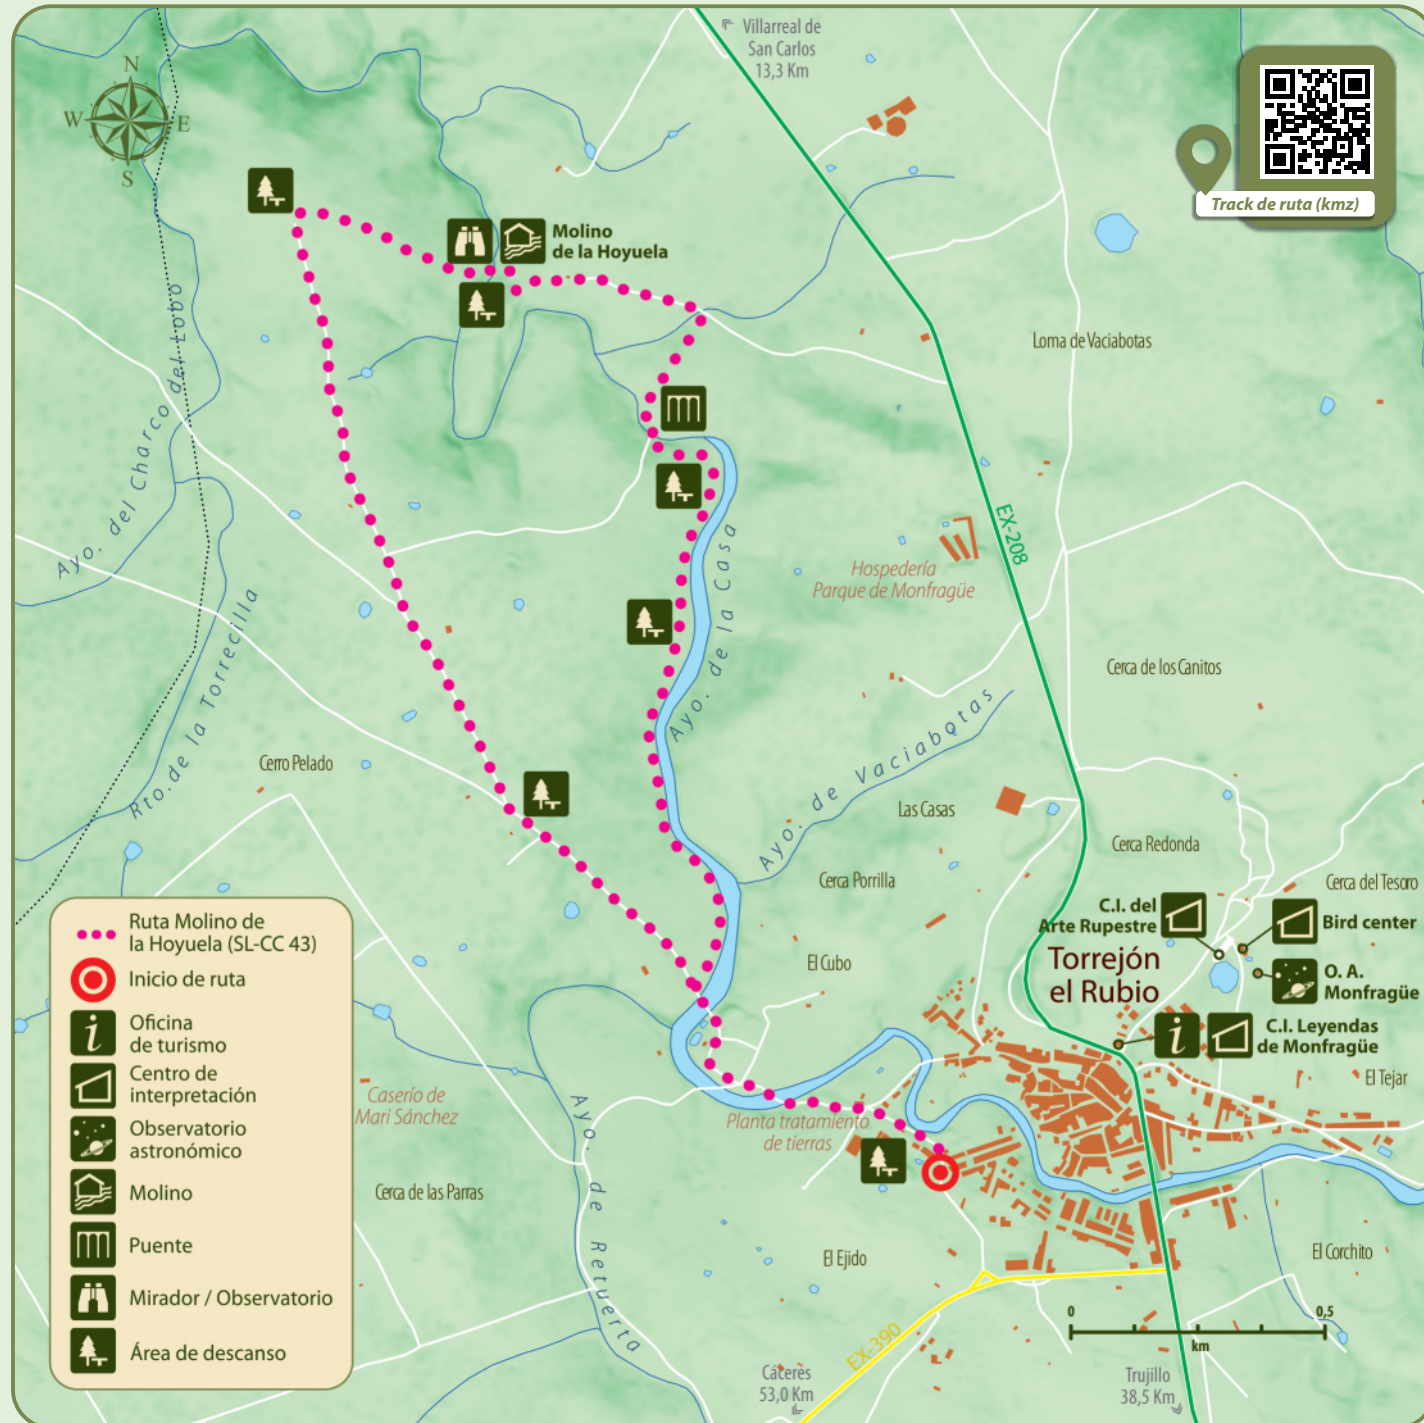 Villarreal de
San Carlos
13,3 Km
N
W
E
S
Track de ruta (kmz)
Molino
de la Hoyuela
Loma de Vaciabotas
Ayo. del Charco del Lobo
EX-208
Ayo. de la Casa
Hospedería
Parque de Monfragüe
Rto. de la Torrecilla
Cerca de los Canitos
Ayo. de Vaciabotas
Cerro Pelado
Las Casas
Cerca Redonda
Cerca Porrilla
Cerca del Tesoro
C.I. del
Arte Rupestre
Bird center
Torrejón
el Rubio
El Cubo
O. A.
Monfragüe
i
C.I. Leyendas
de Monfragüe
El Tejar
Caserío de
Mari Sánchez
Planta tratamiento
de tierras
Ayo. de Retuerta
Cerca de las Parras
El Ejido
El Corchito
EX-390
0
0,5
km
Cáceres
53,0 Km
Trujillo
38,5 Km
Ruta Molino de
la Hoyuela (SL-CC 43)
Inicio de ruta
i
Oficina
de turismo
Centro de
interpretación
Observatorio
astronómico
Molino
Puente
Mirador / Observatorio
Área de descanso